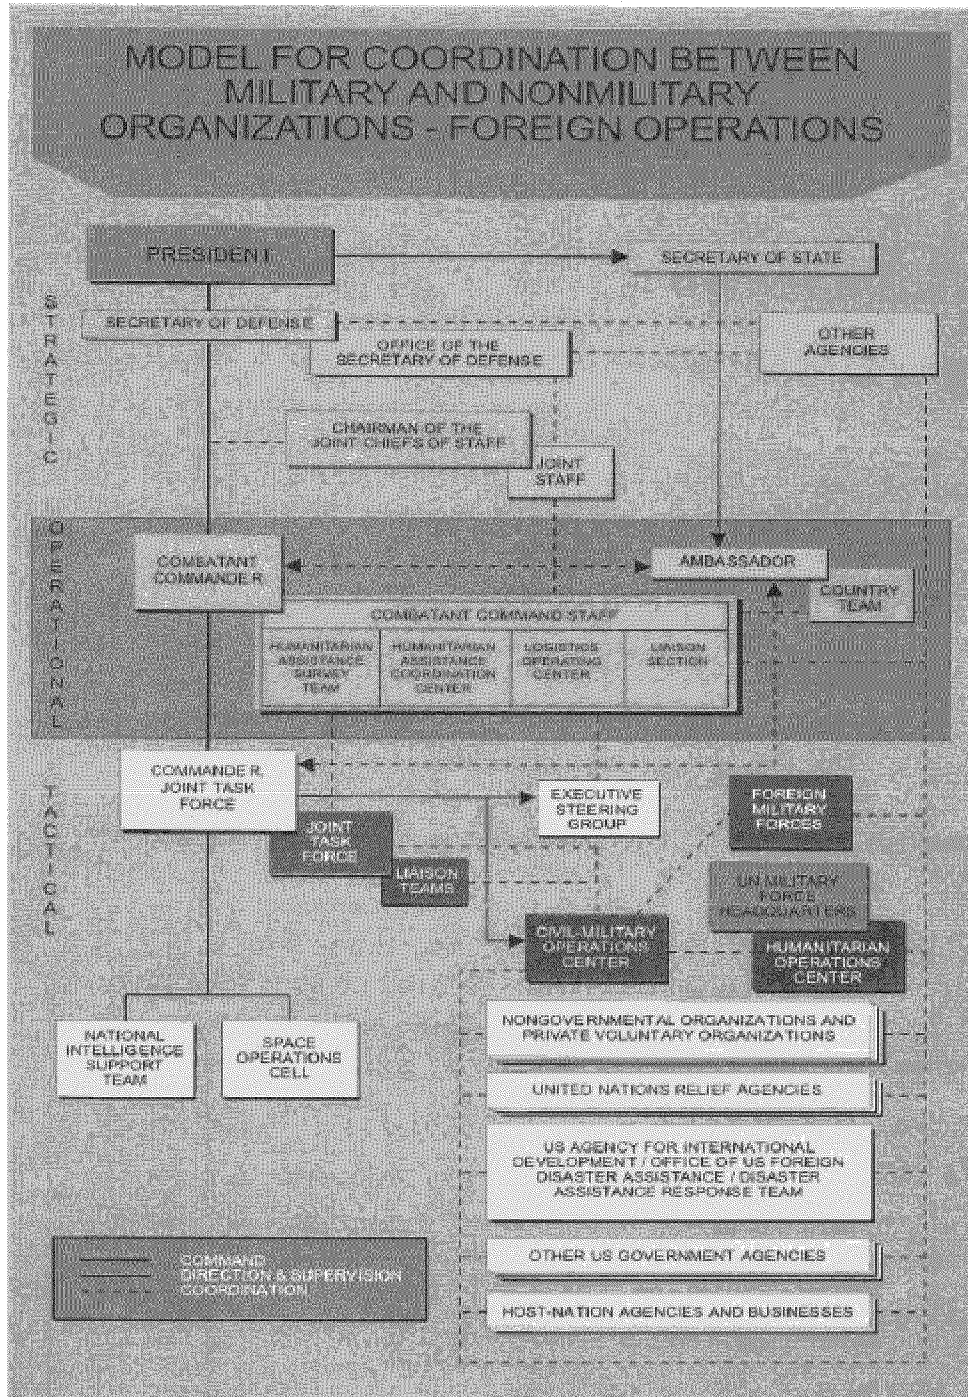 MODEL FOR COORDINATION BETWEEN
MILITARY AND NONMILITARY
ORGANIZATIONS - FOREIGN OPERATIONS
PRESIDENT
SECRETARY OF STATE
STRATEGIC
SECRETARY OF DEFENSE
OFFICE OF THE
SECRETARY OF DEFENSE
OTHER
AGENCIES
CHAIRMAN OF THE
JOINT CHIEFS OF STAFF
JOINT
STAFF
OPERATIONAL
COMBATANT
COMMANDER
AMBASSADOR
COUNTRY
TEAM
COMBATANT COMMAND STAFF
HUMANITARIAN
ASSISTANCE
SURVEY
TEAM
HUMANITARIAN
ASSISTANCE
COORDINATION
CENTER
LOGISTICS
OPERATING
CENTER
LIAISON
SECTION
TACTICAL
COMMANDER,
JOINT TASK
FORCE
JOINT
TASK
FORCE
LIAISON
TEAMS
EXECUTIVE
STEERING
GROUP
FOREIGN
MILITARY
FORCES
UN MILITARY
FORCE
HEADQUARTERS
CIVIL-MILITARY
OPERATIONS
CENTER
HUMANITARIAN
OPERATIONS
CENTER
NATIONAL
INTELLIGENCE
SUPPORT
TEAM
SPACE
OPERATIONS
CELL
NONGOVERNMENTAL ORGANIZATIONS AND
PRIVATE VOLUNTARY ORGANIZATIONS
UNITED NATIONS RELIEF AGENCIES
US AGENCY FOR INTERNATIONAL
DEVELOPMENT / OFFICE OF US FOREIGN
DISASTER ASSISTANCE / DISASTER
ASSISTANCE RESPONSE TEAM
OTHER US GOVERNMENT AGENCIES
HOST-NATION AGENCIES AND BUSINESSES
COMMAND
DIRECTION & SUPERVISION
COORDINATION